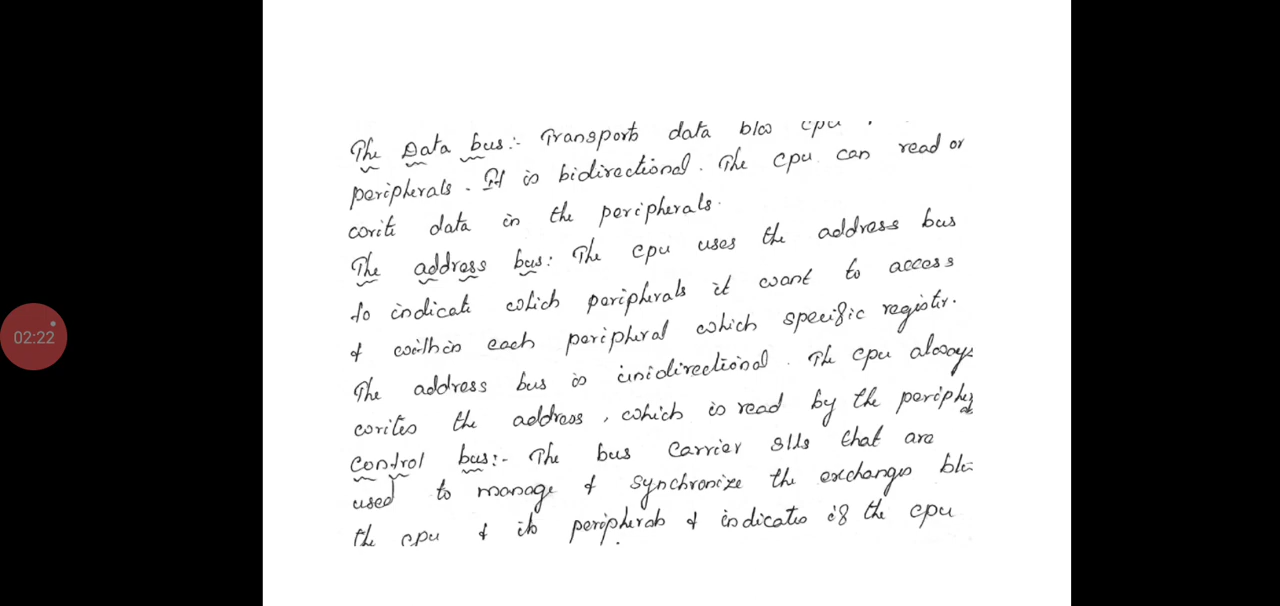 The Data bus:- Transports data b/w cpu
peripherals. It is bidirectional. The cpu can read or
write data in the peripherals.
The address bus: The cpu uses the address bus
to indicate which peripherals it want to access
& within each peripheral which specific register.
The address bus is unidirectional. The cpu always
writes the address, which is read by the peripher
Control bus:- The bus carrier that are
used to manage & synchronize the exchanges b/w
the cpu & its peripherals & indicates if the cpu
02:22